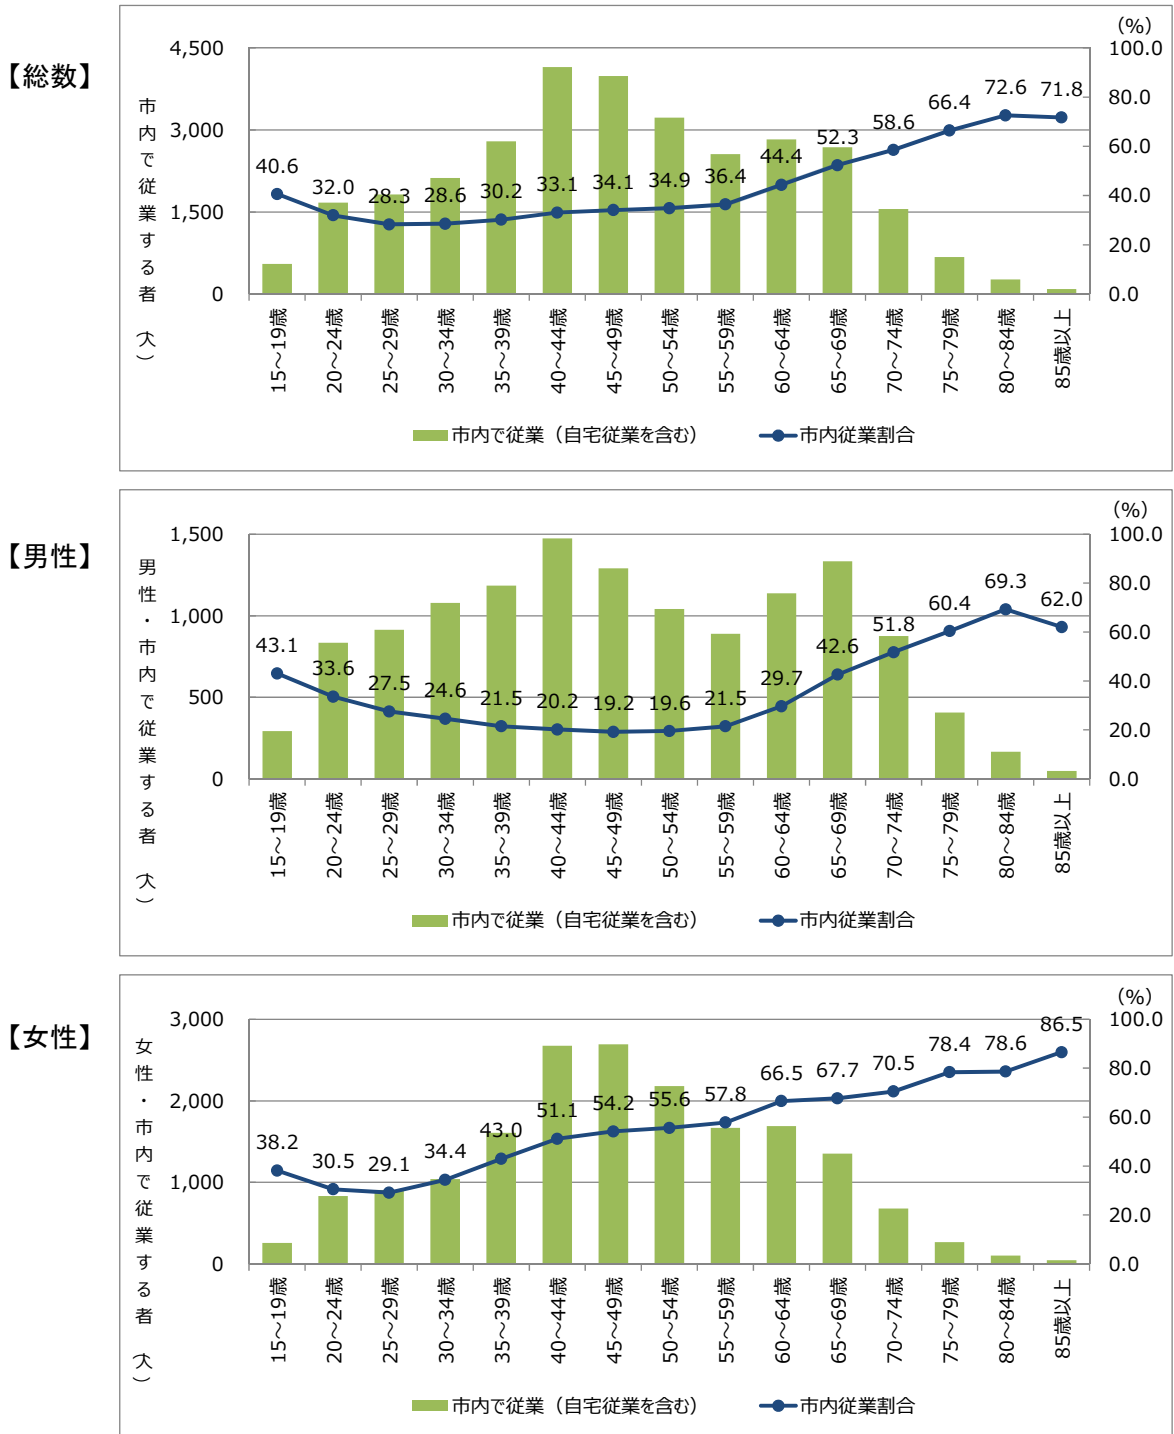 【総数】
(%)
市内で従業する者（人）
4,500
3,000
1,500
0
100.0
80.0
60.0
40.0
20.0
0.0
40.6 32.0 28.3 28.6 30.2 33.1 34.1 34.9 36.4 44.4 52.3 58.6 66.4 72.6 71.8
15～19歳 20～24歳 25～29歳 30～34歳 35～39歳 40～44歳 45～49歳 50～54歳 55～59歳 60～64歳 65～69歳 70～74歳 75～79歳 80～84歳 85歳以上
市内で従業（自宅従業を含む） 市内従業割合
【男性】
(%)
男性・市内で従業する者（人）
1,500
1,000
500
0
100.0
80.0
60.0
40.0
20.0
0.0
43.1 33.6 27.5 24.6 21.5 20.2 19.2 19.6 21.5 29.7 42.6 51.8 60.4 69.3 62.0
15～19歳 20～24歳 25～29歳 30～34歳 35～39歳 40～44歳 45～49歳 50～54歳 55～59歳 60～64歳 65～69歳 70～74歳 75～79歳 80～84歳 85歳以上
市内で従業（自宅従業を含む） 市内従業割合
【女性】
(%)
女性・市内で従業する者（人）
3,000
2,000
1,000
0
100.0
80.0
60.0
40.0
20.0
0.0
38.2 30.5 29.1 34.4 43.0 51.1 54.2 55.6 57.8 66.5 67.7 70.5 78.4 78.6 86.5
15～19歳 20～24歳 25～29歳 30～34歳 35～39歳 40～44歳 45～49歳 50～54歳 55～59歳 60～64歳 65～69歳 70～74歳 75～79歳 80～84歳 85歳以上
市内で従業（自宅従業を含む） 市内従業割合